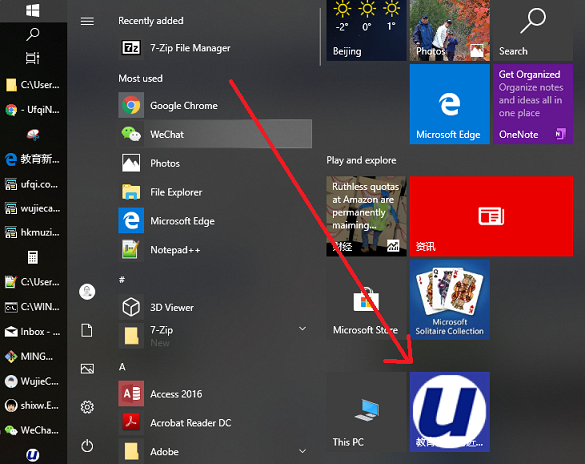 C:\User...
- UfqiN...
教育新...
ufqi.co...
wujieca...
hkmuzi...
C:\User...
C:\WIN...
Inbox - ...
MING...
WujieC...
shixw.E...
WeCha...
Recently added
7-Zip File Manager
Most used
Google Chrome
WeChat
Photos
File Explorer
Microsoft Edge
Notepad++
#
3D Viewer
7-Zip
New
A
Access 2016
Acrobat Reader DC
Adobe
-2° 0° 1°
Beijing
Photos
Search
Microsoft Edge
Get Organized
Organize notes
and ideas all in
one place
OneNote
Play and explore
Ruthless quotas
at Amazon are
permanently
maiming...
财经
资讯
Microsoft Store
Microsoft
Solitaire Collection
This PC
u